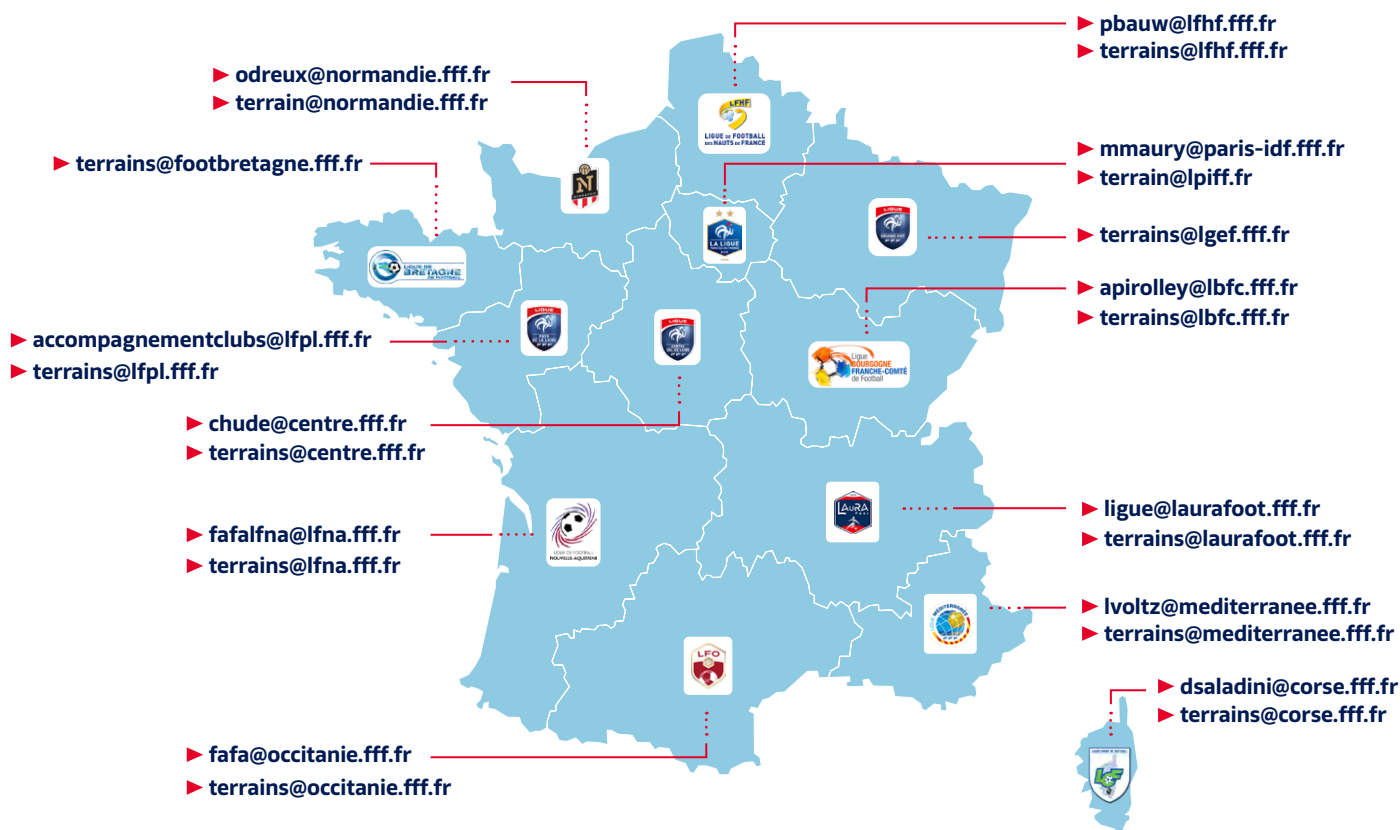 ► pbauw@lfhf.fff.fr
► terrains@lfhf.fff.fr
► odreux@normandie.fff.fr
► terrain@normandie.fff.fr
LFHF
LIGUE DE FOOTBALL
DES HAUTS DE FRANCE
► mmaury@paris-idf.fff.fr
► terrain@lpiff.fr
► terrains@footbretagne.fff.fr
N
LIGUE
LA LIGUE
► terrains@lgef.fff.fr
LIGUE DE
BRETAGNE
DE FOOTBALL
► apirolley@lbfc.fff.fr
► terrains@lbfc.fff.fr
LIGUE
LIGUE
► accompagnementclubs@lfpl.fff.fr
► terrains@lfpl.fff.fr
Ligue
BOURGOGNE
FRANCHE-COMTÉ
de Football
► chude@centre.fff.fr
► terrains@centre.fff.fr
LAuRA
FOOT
► ligue@laurafoot.fff.fr
► terrains@laurafoot.fff.fr
► fafalfna@lfna.fff.fr
► terrains@lfna.fff.fr
LIGUE DE FOOTBALL
NOUVELLE-AQUITAINE
LIGUE MÉDITERRANÉE
► lvoltz@mediterranee.fff.fr
► terrains@mediterranee.fff.fr
LFO
► dsaladini@corse.fff.fr
► terrains@corse.fff.fr
► fafa@occitanie.fff.fr
► terrains@occitanie.fff.fr
LCF